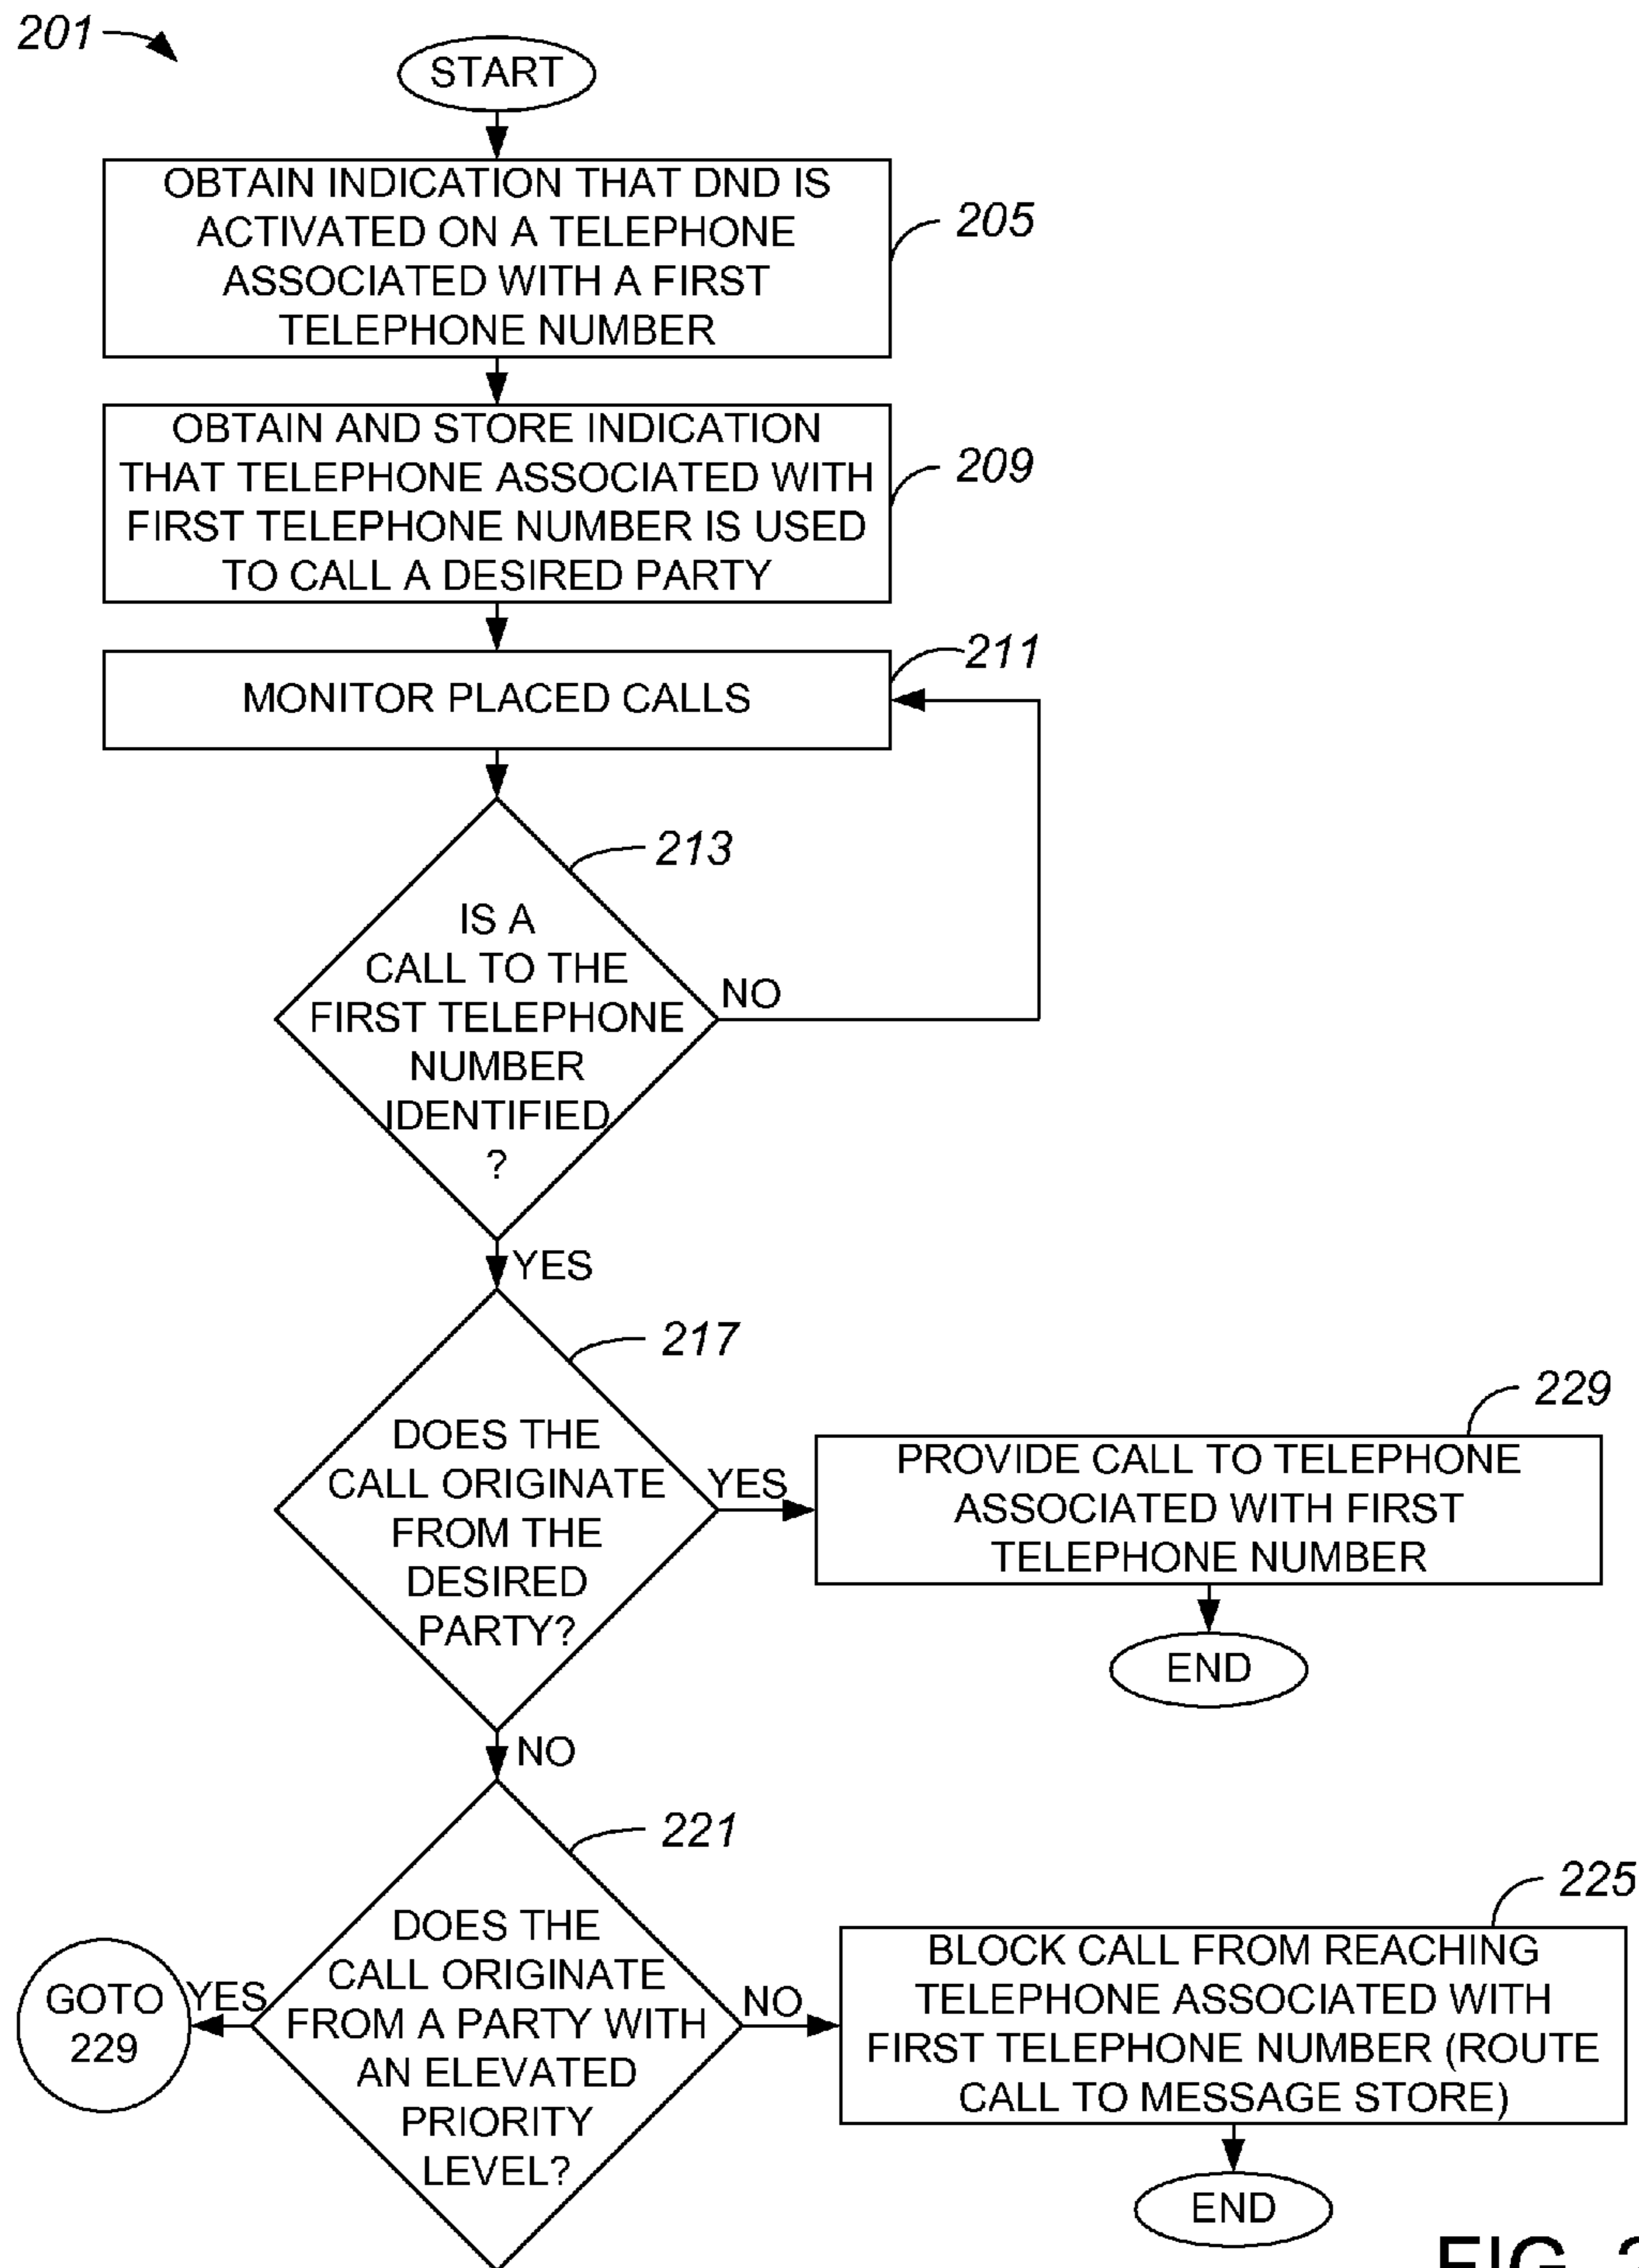 201
START
OBTAIN INDICATION THAT DND IS
ACTIVATED ON A TELEPHONE
ASSOCIATED WITH A FIRST
TELEPHONE NUMBER
205
OBTAIN AND STORE INDICATION
THAT TELEPHONE ASSOCIATED WITH
FIRST TELEPHONE NUMBER IS USED
TO CALL A DESIRED PARTY
209
MONITOR PLACED CALLS
211
213
IS A
CALL TO THE
FIRST TELEPHONE
NUMBER
IDENTIFIED
?
NO
YES
217
DOES THE
CALL ORIGINATE
FROM THE
DESIRED
PARTY?
YES
229
PROVIDE CALL TO TELEPHONE
ASSOCIATED WITH FIRST
TELEPHONE NUMBER
END
NO
221
DOES THE
CALL ORIGINATE
FROM A PARTY WITH
AN ELEVATED
PRIORITY
LEVEL?
YES
GOTO
229
NO
225
BLOCK CALL FROM REACHING
TELEPHONE ASSOCIATED WITH
FIRST TELEPHONE NUMBER (ROUTE
CALL TO MESSAGE STORE)
END
FIG.